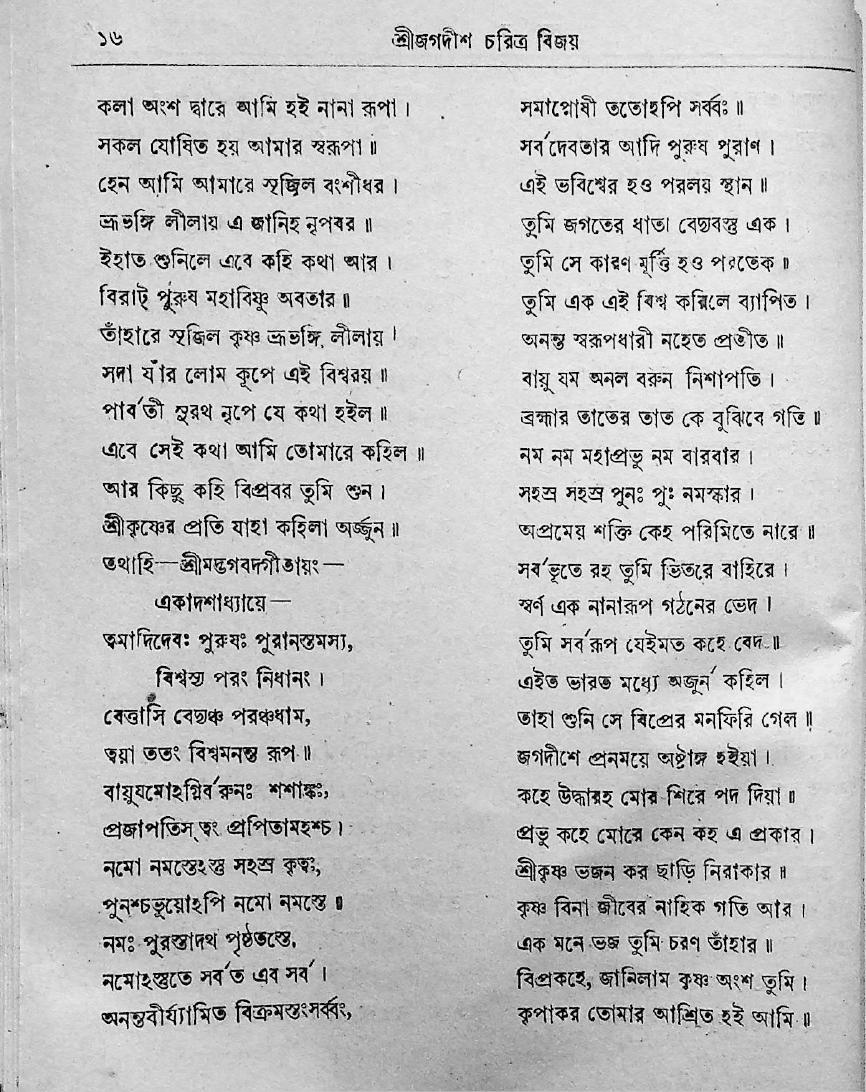 ১৬
শ্রীজগদীশ চরিত্র বিজয়
কলা অংশ দ্বারে আমি হই নানা রূপা।
সকল যোষিত হয় আমার স্বরূপা॥
হেন আমি আমারে সৃজিল বংশীধর।
ভ্রূভঙ্গি লীলায় এ জানিহ নৃপবর॥
ইহাত শুনিলে এবে কহি কথা আর।
বিরাট্ পুরুষ মহাবিষ্ণু অবতার॥
তাঁহারে সৃজিল কৃষ্ণ ভ্রূভঙ্গি লীলায়।
সদা যাঁর লোম কূপে এই বিশ্বরয়॥
পার্বতী সুরথ নৃপে যে কথা হইল॥
এবে সেই কথা আমি তোমারে কহিল॥
আর কিছু কহি বিপ্রবর তুমি শুন।
শ্রীকৃষ্ণের প্রতি যাহা কহিলা অর্জ্জুন॥
তথাহি—শ্রীমদ্ভগবদগীতায়ং—
একাদশাধ্যায়ে—
ত্বমাদিদেবঃ পুরুষঃ পুরানস্তমস্য,
বিশ্বস্য পরং নিধানং।
বেত্তাসি বেদ্যঞ্চ পরঞ্চধাম,
ত্বয়া ততং বিশ্বমনন্ত রূপ॥
বায়ুযমোহগ্নির্বরুনঃ শশাঙ্কঃ,
প্রজাপতিস্ ত্বং প্রপিতামহশ্চ।
নমো নমস্তেহস্তু সহস্র কৃত্বঃ,
পুনশ্চভুয়োহপি নমো নমস্তে॥
নমঃ পুরস্তাদথ পৃষ্ঠতস্তে,
নমোহস্তুতে সর্বত এব সর্ব।
অনন্তবীর্য্যামিত বিক্রমস্তংসর্ব্বং,
সমাপ্নোষী ততোহপি সর্ব্বঃ॥
সর্বদেবতার আদি পুরুষ পুরাণ।
এই ভবিশ্বের হও পরলয় স্থান॥
তুমি জগতের ধাতা বেদ্যবস্তু এক।
তুমি সে কারণ মূর্ত্তি হও পরতেক॥
তুমি এক এই বিশ্ব করিলে ব্যাপিত।
অনন্ত স্বরূপধারী নহেত প্রতীত॥
বায়ু যম অনল বরুন নিশাপতি।
ব্রহ্মার তাতের তাত কে বুঝিবে গতি॥
নম নম মহাপ্রভু নম বারবার।
সহস্র সহস্র পুনঃ পুঃ নমস্কার।
অপ্রমেয় শক্তি কেহ পরিমিতে নারে॥
সর্বভূতে রহ তুমি ভিতরে বাহিরে।
স্বর্ণ এক নানারূপ গঠনের ভেদ।
তুমি সর্বরূপ যেইমত কহে বেদ॥
এইত ভারত মধ্যে অর্জুন কহিল।
তাহা শুনি সে বিপ্রের মনফিরি গেল॥
জগদীশে প্রনময়ে অষ্টাঙ্গ হইয়া।
কহে উদ্ধারহ মোর শিরে পদ দিয়া॥
প্রভু কহে মোরে কেন কহ এ প্রকার।
শ্রীকৃষ্ণ ভজন কর ছাড়ি নিরাকার॥
কৃষ্ণ বিনা জীবের নাহিক গতি আর।
এক মনে ভজ তুমি চরণ তাঁহার॥
বিপ্রকহে, জানিলাম কৃষ্ণ অংশ তুমি।
কৃপাকর তোমার আশ্রিত হই আমি॥